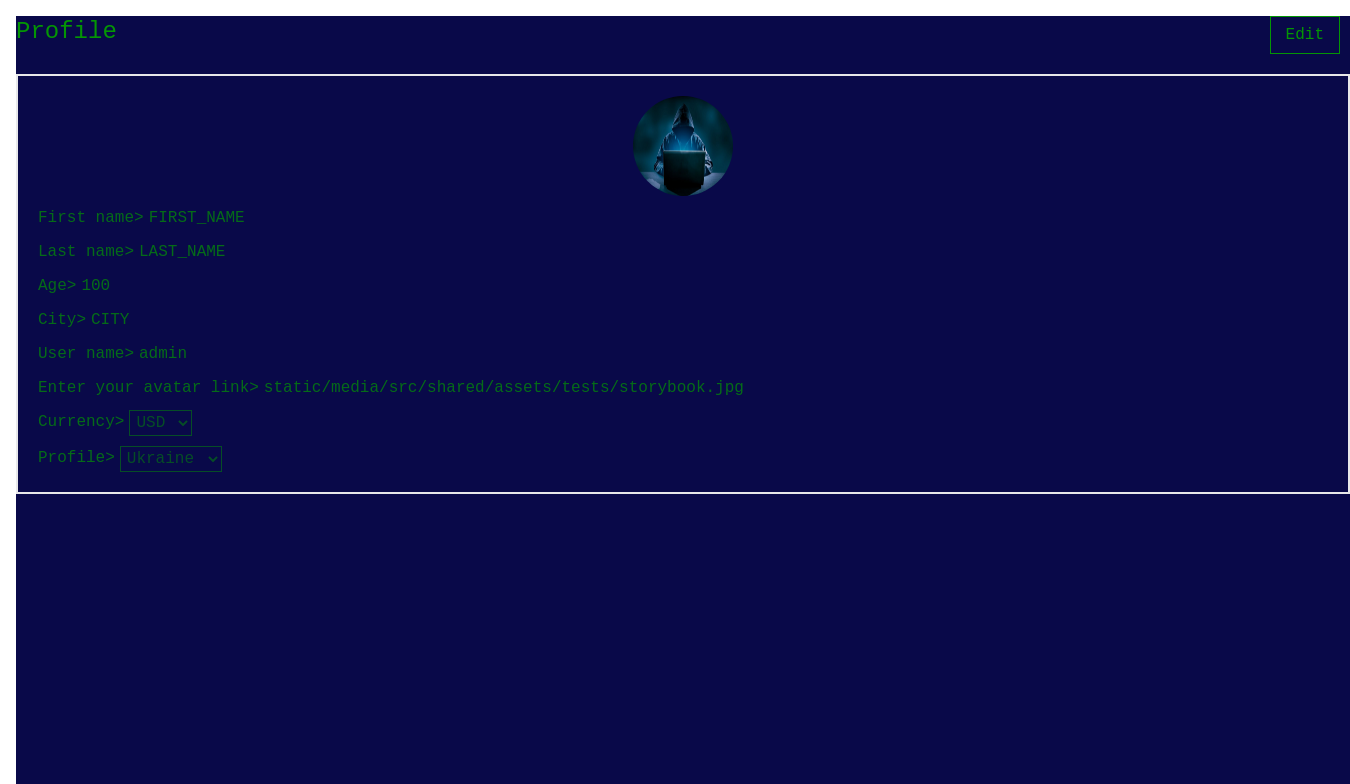 Profile
Edit
First name> FIRST_NAME
Last name> LAST_NAME
Age> 100
City> CITY
User name> admin
Enter your avatar link> static/media/src/shared/assets/tests/storybook.jpg
Currency> USD
Profile> Ukraine